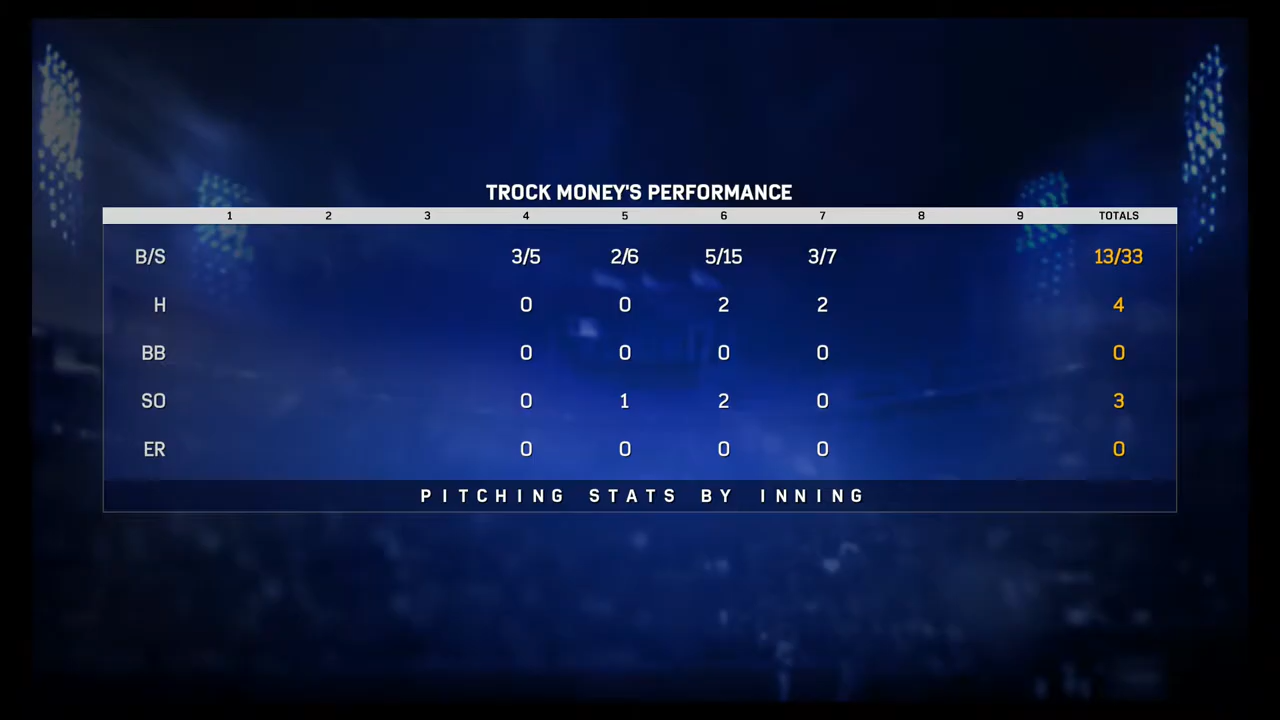 TROCK MONEY'S PERFORMANCE
1 2 3 4 5 6 7 8 9 TOTALS
B/S 3/5 2/6 5/15 3/7 13/33
H 0 0 2 2 4
BB 0 0 0 0 0
SO 0 1 2 0 3
ER 0 0 0 0 0
PITCHING STATS BY INNING